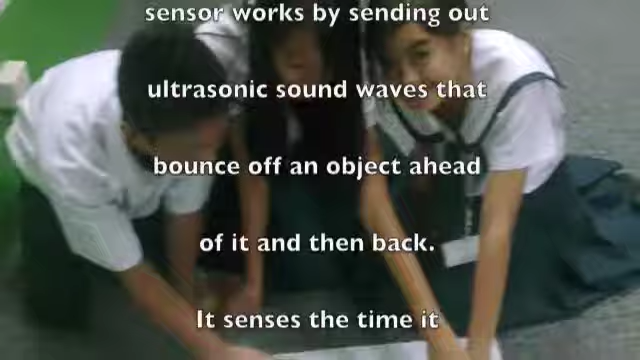 sensor works by sending out
ultrasonic sound waves that
bounce off an object ahead
of it and then back.
It senses the time it